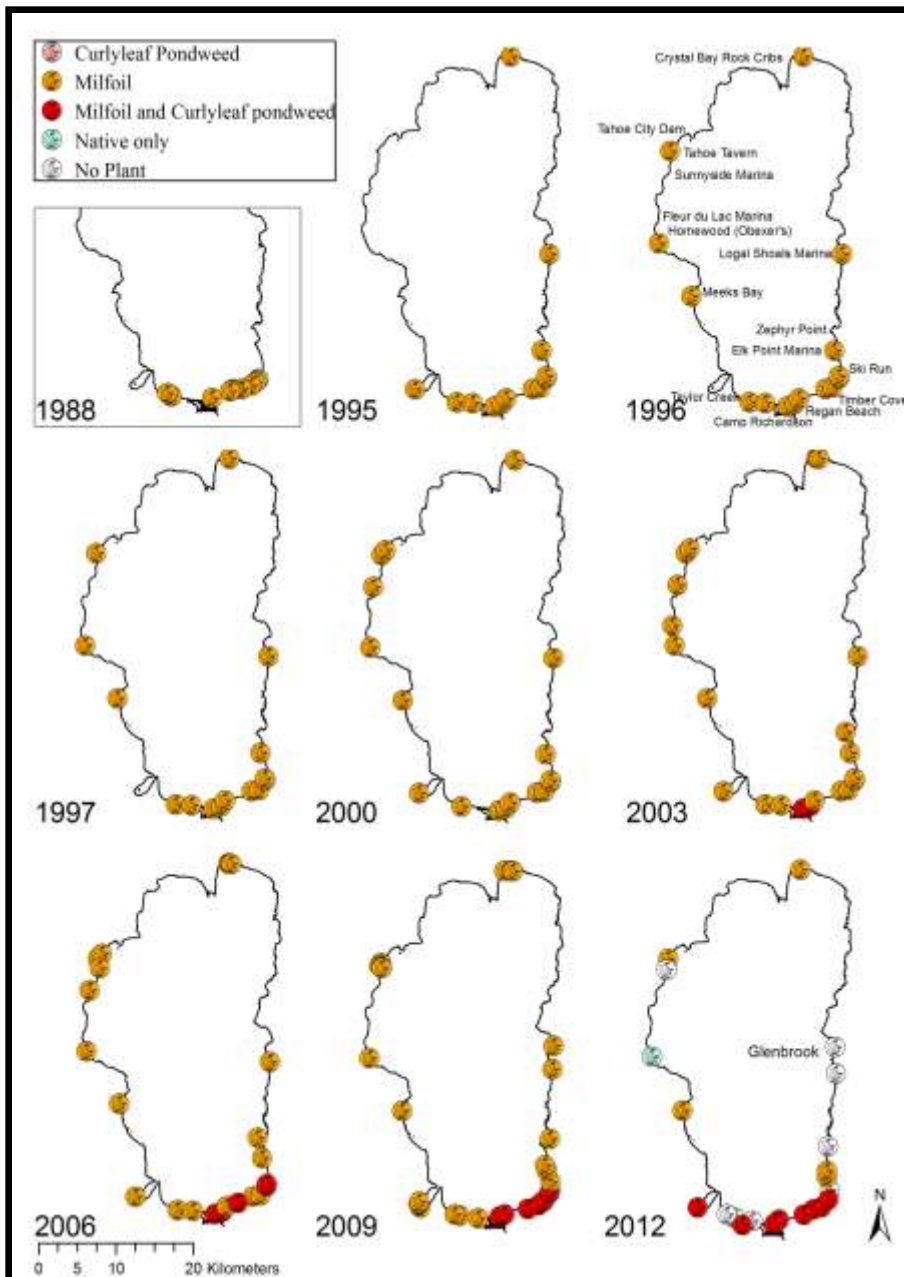 Curlyleaf Pondweed
Milfoil
Milfoil and Curlyleaf pondweed
Native only
No Plant
1988
1995
Crystal Bay Rock Cribs
Tahoe City Dam
Tahoe Tavern
Sunnyside Marina
Fleur du Lac Marina
Homewood (Obexer's)
Logal Shoals Marina
Meeks Bay
Zephyr Point
Elk Point Marina
Ski Run
Taylor Creek
Timber Cove
Regan Beach
Camp Richardson
1996
1997
2000
2003
2006
2009
Glenbrook
2012
N
0 5 10 20 Kilometers